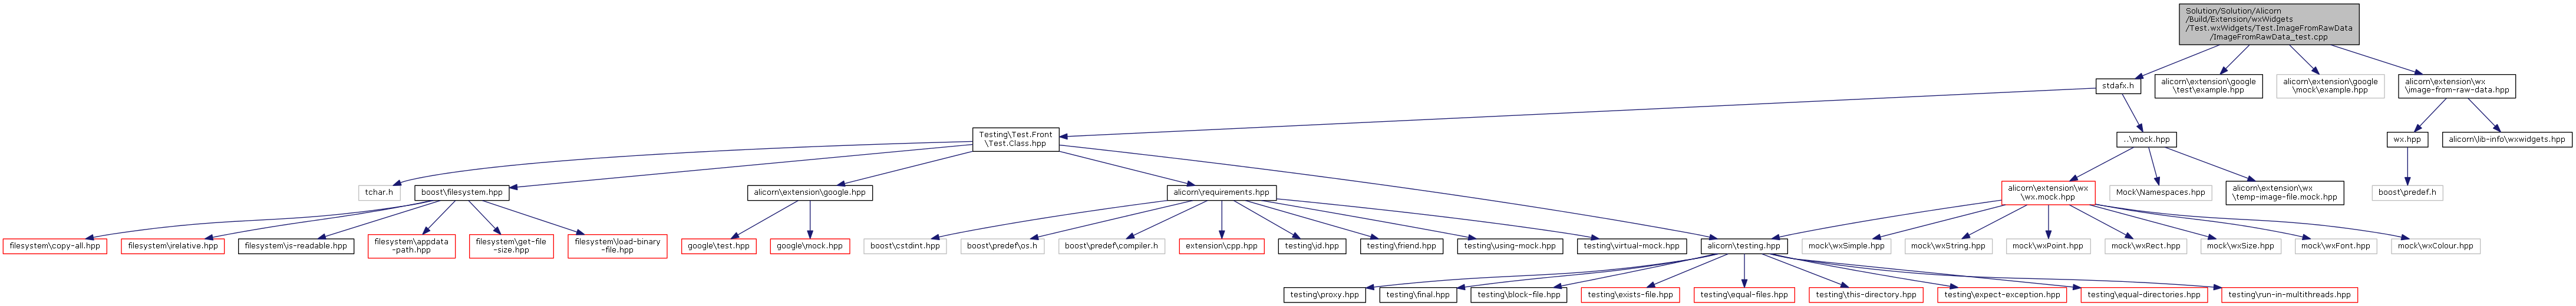 Solution/Solution/Alicorn
/Build/Extension/wxWidgets
/Test.wxWidgets/Test.ImageFromRawData
/ImageFromRawData_test.cpp
stdafx.h
alicorn\extension\google
\test\example.hpp
alicorn\extension\google
\mock\example.hpp
alicorn\extension\wx
\image-from-raw-data.hpp
Testing\Test.Front
\Test.Class.hpp
..\mock.hpp
wx.hpp
alicorn\lib-info\wxwidgets.hpp
tchar.h
boost\filesystem.hpp
alicorn\extension\google.hpp
alicorn\requirements.hpp
alicorn\extension\wx
\wx.mock.hpp
Mock\Namespaces.hpp
alicorn\extension\wx
\temp-image-file.mock.hpp
boost\predef.h
filesystem\copy-all.hpp
filesystem\irelative.hpp
filesystem\is-readable.hpp
filesystem\appdata
-path.hpp
filesystem\get-file
-size.hpp
filesystem\load-binary
-file.hpp
google\test.hpp
google\mock.hpp
boost\cstdint.hpp
boost\predef\os.h
boost\predef\compiler.h
extension\cpp.hpp
testing\id.hpp
testing\friend.hpp
testing\using-mock.hpp
testing\virtual-mock.hpp
alicorn\testing.hpp
mock\wxSimple.hpp
mock\wxString.hpp
mock\wxPoint.hpp
mock\wxRect.hpp
mock\wxSize.hpp
mock\wxFont.hpp
mock\wxColour.hpp
testing\proxy.hpp
testing\final.hpp
testing\block-file.hpp
testing\exists-file.hpp
testing\equal-files.hpp
testing\this-directory.hpp
testing\expect-exception.hpp
testing\equal-directories.hpp
testing\run-in-multithreads.hpp